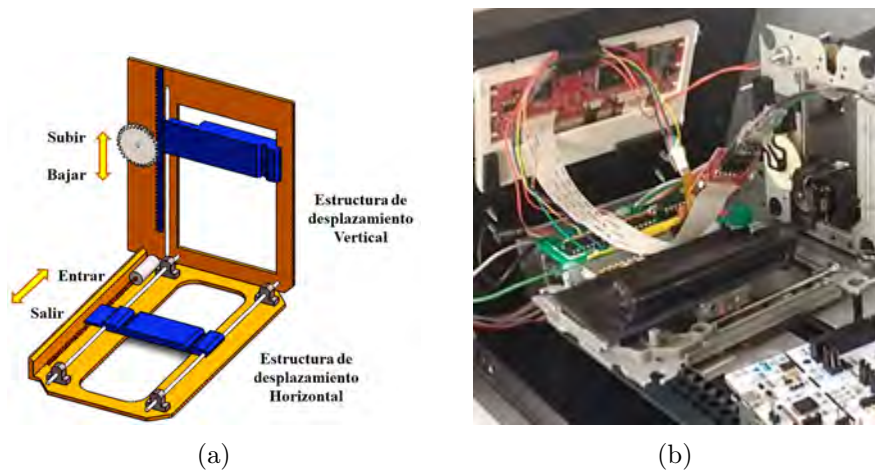 Subir
Bajar
Estructura de
desplazamiento
Vertical
Entrar
Salir
Estructura de
desplazamiento
Horizontal
(a)
(b)